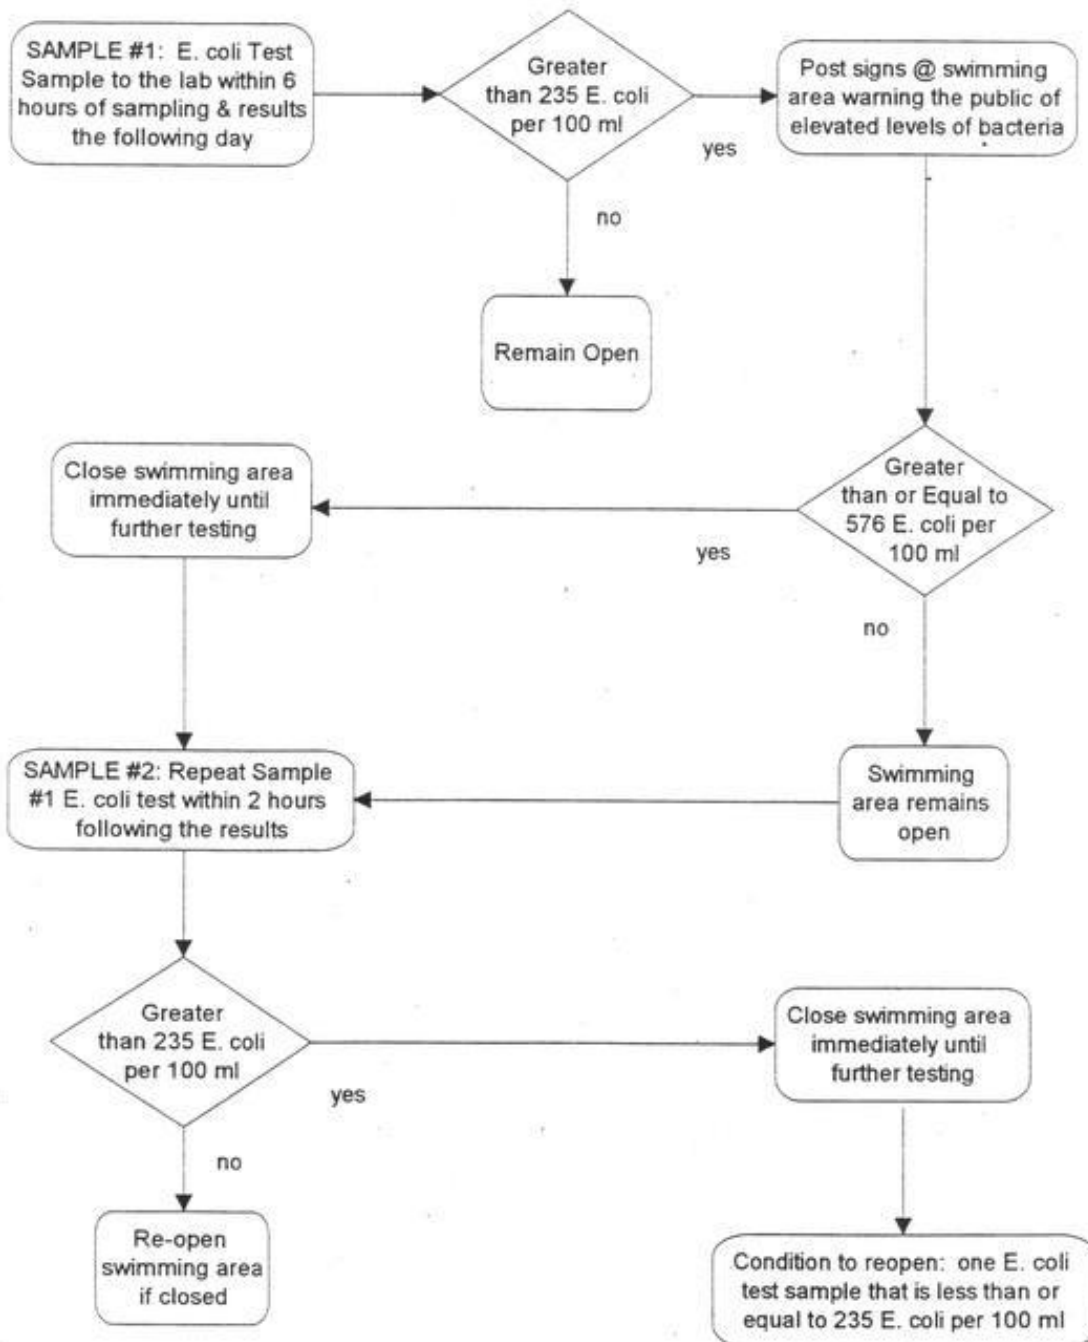 SAMPLE #1: E. coli Test
Sample to the lab within 6
hours of sampling & results
the following day
Greater
than 235 E. coli
per 100 ml
yes
Post signs @ swimming
area warning the public of
elevated levels of bacteria
no
Remain Open
Greater
than or Equal to
576 E. coli per
100 ml
yes
Close swimming area
immediately until
further testing
no
Swimming
area remains
open
SAMPLE #2: Repeat Sample
#1 E. coli test within 2 hours
following the results
Greater
than 235 E. coli
per 100 ml
yes
Close swimming area
immediately until
further testing
no
Re-open
swimming area
if closed
Condition to reopen: one E. coli
test sample that is less than or
equal to 235 E. coli per 100 ml